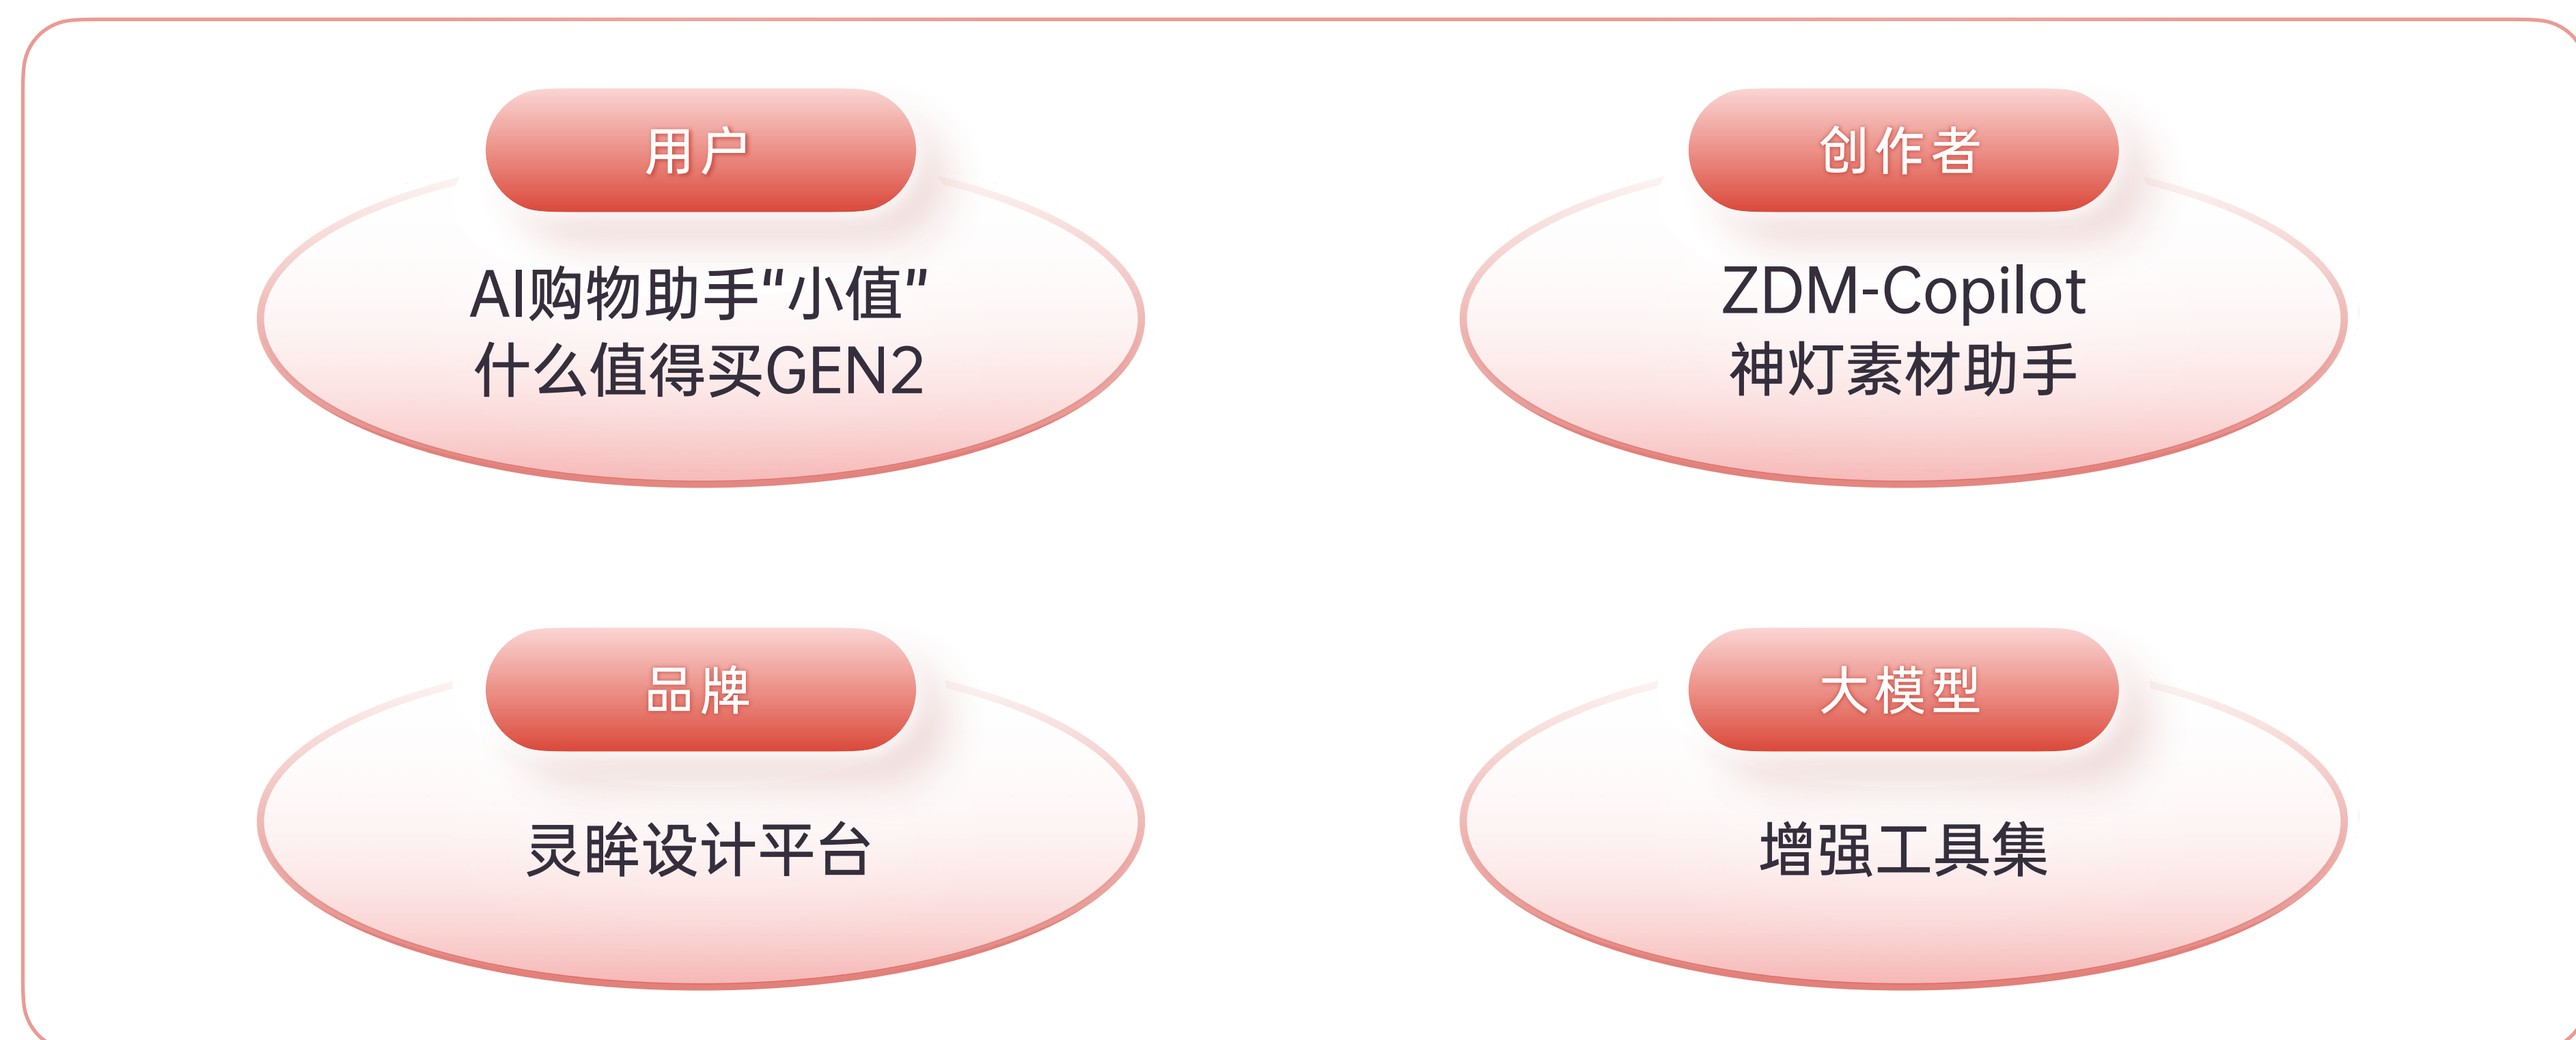 用户
AI购物助手“小值”
什么值得买GEN2
创作者
ZDM-Copilot
神灯素材助手
品牌
灵眸设计平台
大模型
增强工具集